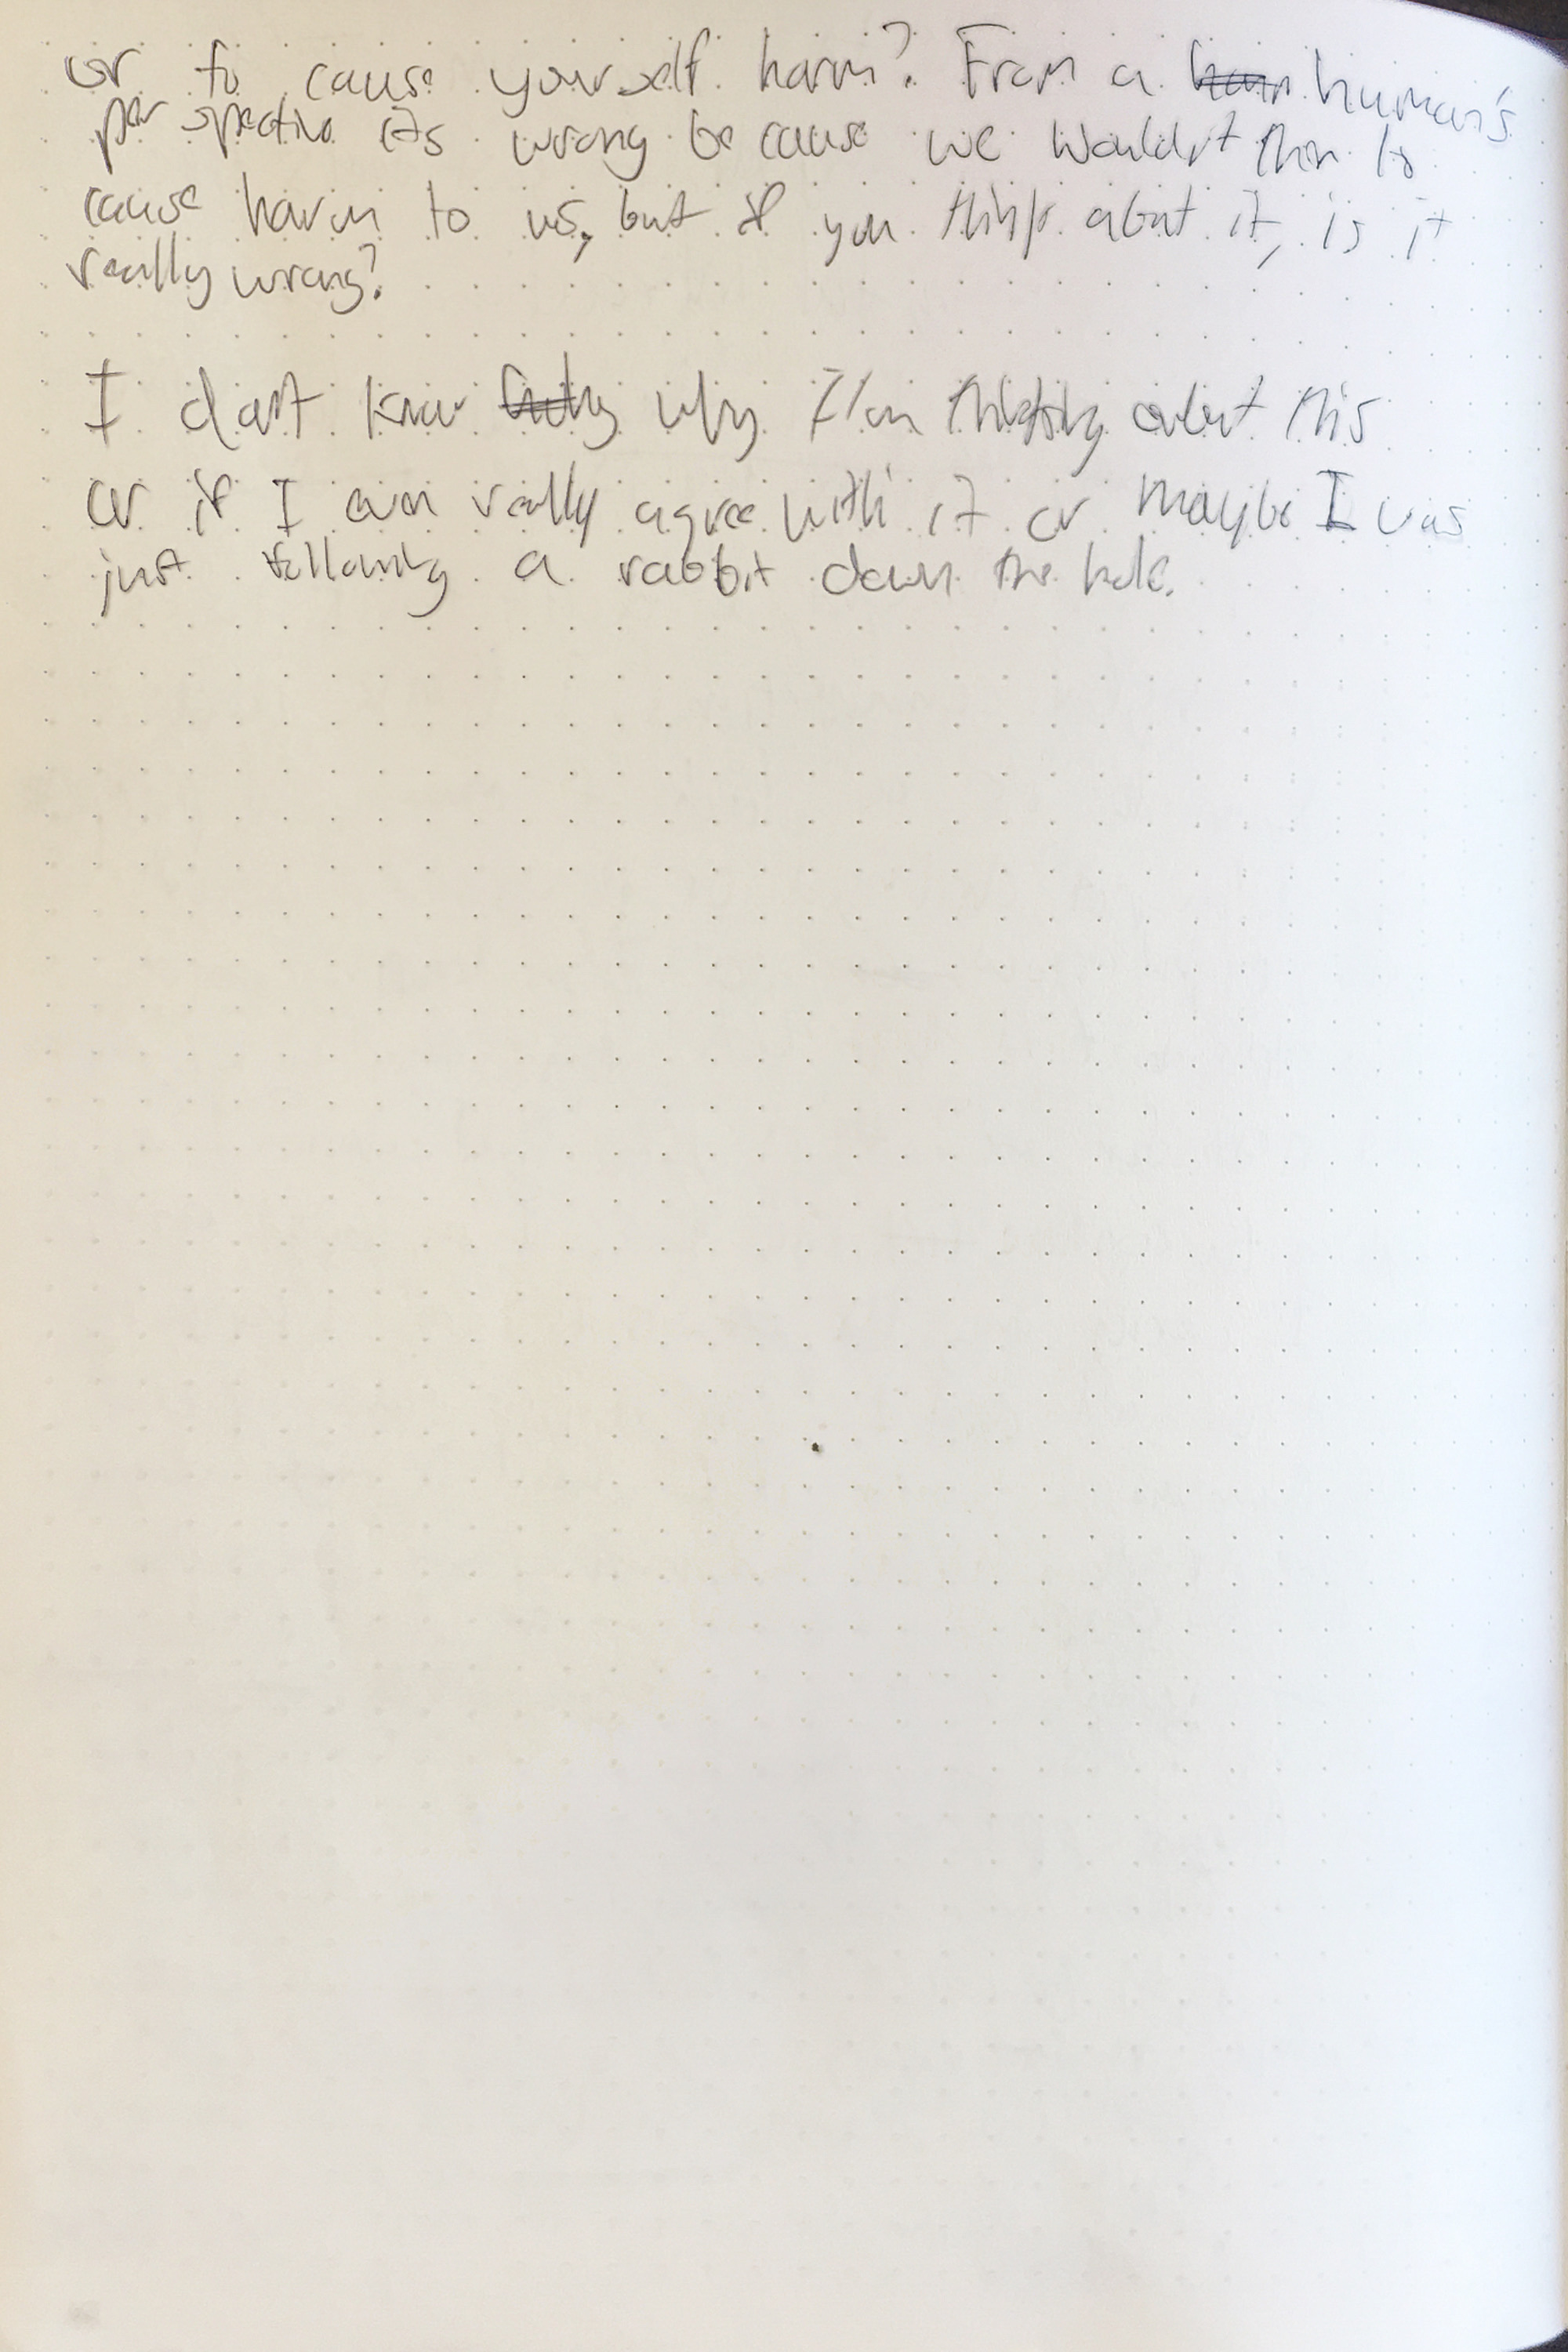 or to cause yourself harm? From a human's
perspective its wrong because we wouldn't them to
cause harm to us, but if you think about it, is it
really wrong?
I don't know why I'm thinking about this
or if I even really agree with it or maybe I was
just following a rabbit down the hole.